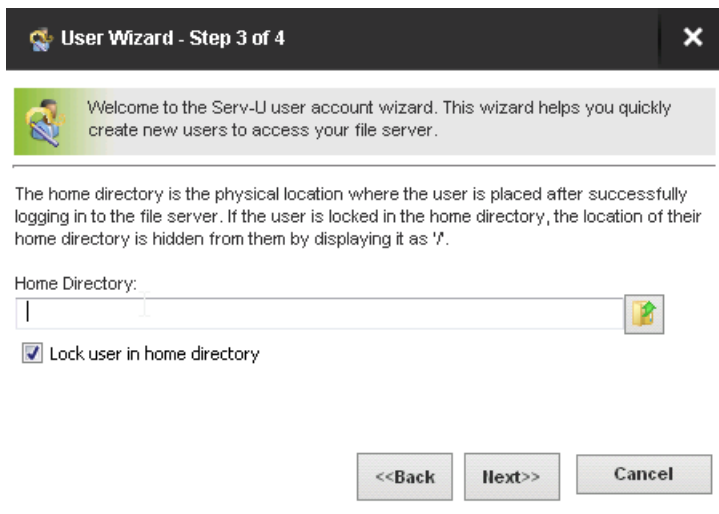 User Wizard - Step 3 of 4
Welcome to the Serv-U user account wizard. This wizard helps you quickly
create new users to access your file server.
The home directory is the physical location where the user is placed after successfully
logging in to the file server. If the user is locked in the home directory, the location of their
home directory is hidden from them by displaying it as '/'.
Home Directory:
Lock user in home directory
<<Back Next>> Cancel